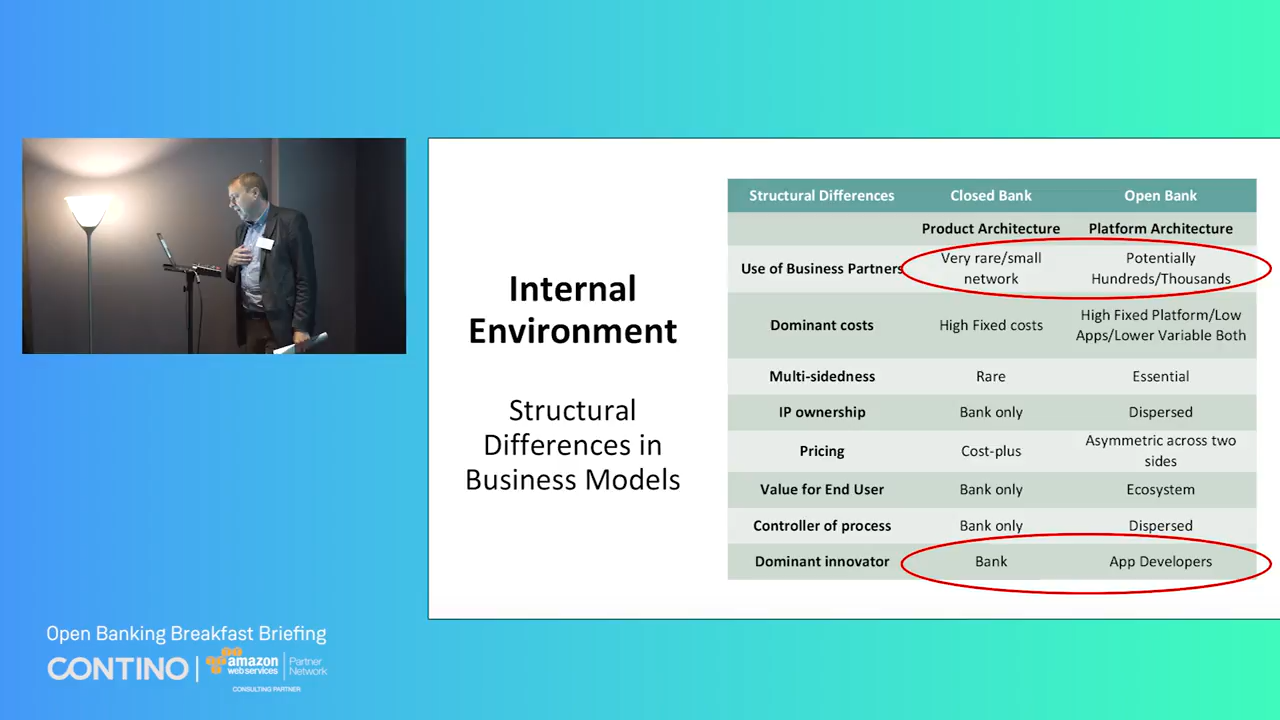 Internal
Environment
Structural
Differences in
Business Models
Structural Differences Closed Bank Open Bank
Product Architecture Platform Architecture
Use of Business Partners Very rare/small network Potentially Hundreds/Thousands
Dominant costs High Fixed costs High Fixed Platform/Low Apps/Lower Variable Both
Multi-sidedness Rare Essential
IP ownership Bank only Dispersed
Pricing Cost-plus Asymmetric across two sides
Value for End User Bank only Ecosystem
Controller of process Bank only Dispersed
Dominant innovator Bank App Developers
Open Banking Breakfast Briefing
CONTINO
amazon
webservices
Partner
Network
CONSULTING PARTNER